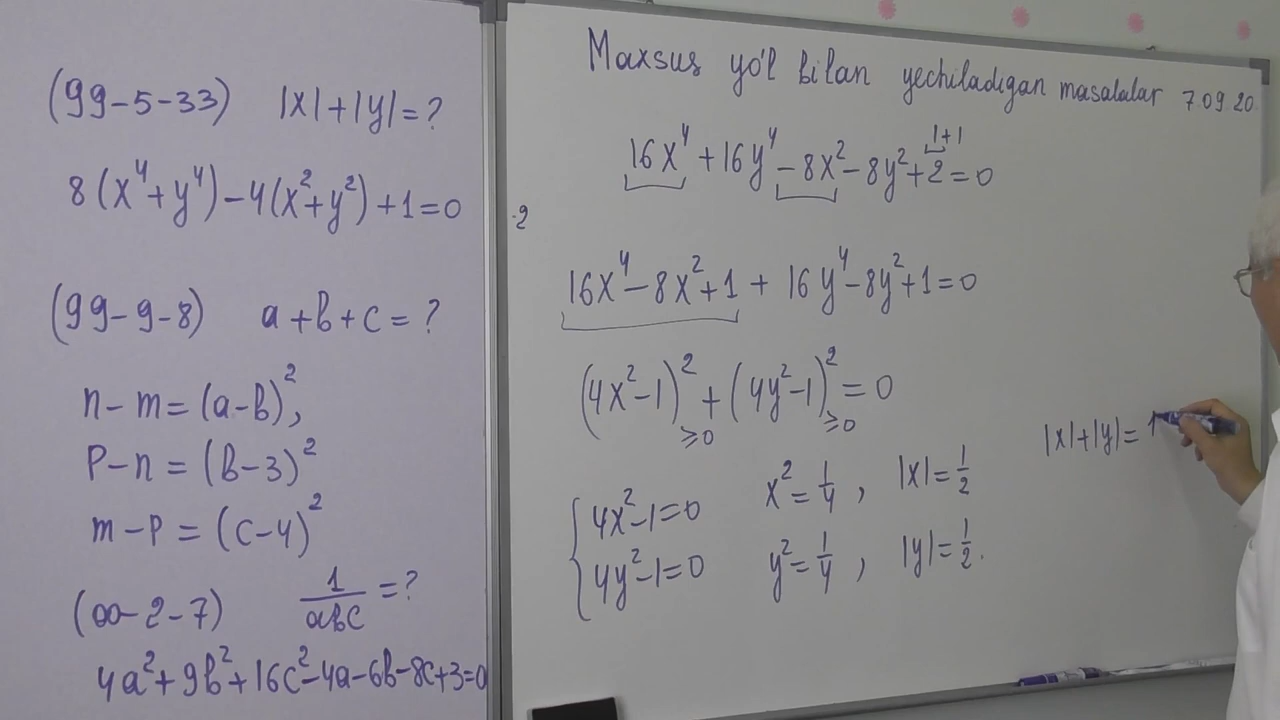 (99-5-33) |x|+|y|=?
8(x⁴+y⁴)-4(x²+y²)+1=0
(99-9-8) a+b+c=?
n-m=(a-b)²,
p-n=(b-3)²
m-p=(c-4)²
(00-2-7) 1/abc=?
4a²+9b²+16c²-4a-6b-8c+3=0
Maxsus yo'l bilan yechiladigan masalalar 7.09.20.
1+1
16x⁴+16y⁴-8x²-8y²+2=0
·2
16x⁴-8x²+1+16y⁴-8y²+1=0
(4x²-1)²+(4y²-1)²=0
≥0 ≥0
|x|+|y|=1
4x²-1=0 x²=1/4, |x|=1/2
4y²-1=0 y²=1/4, |y|=1/2.